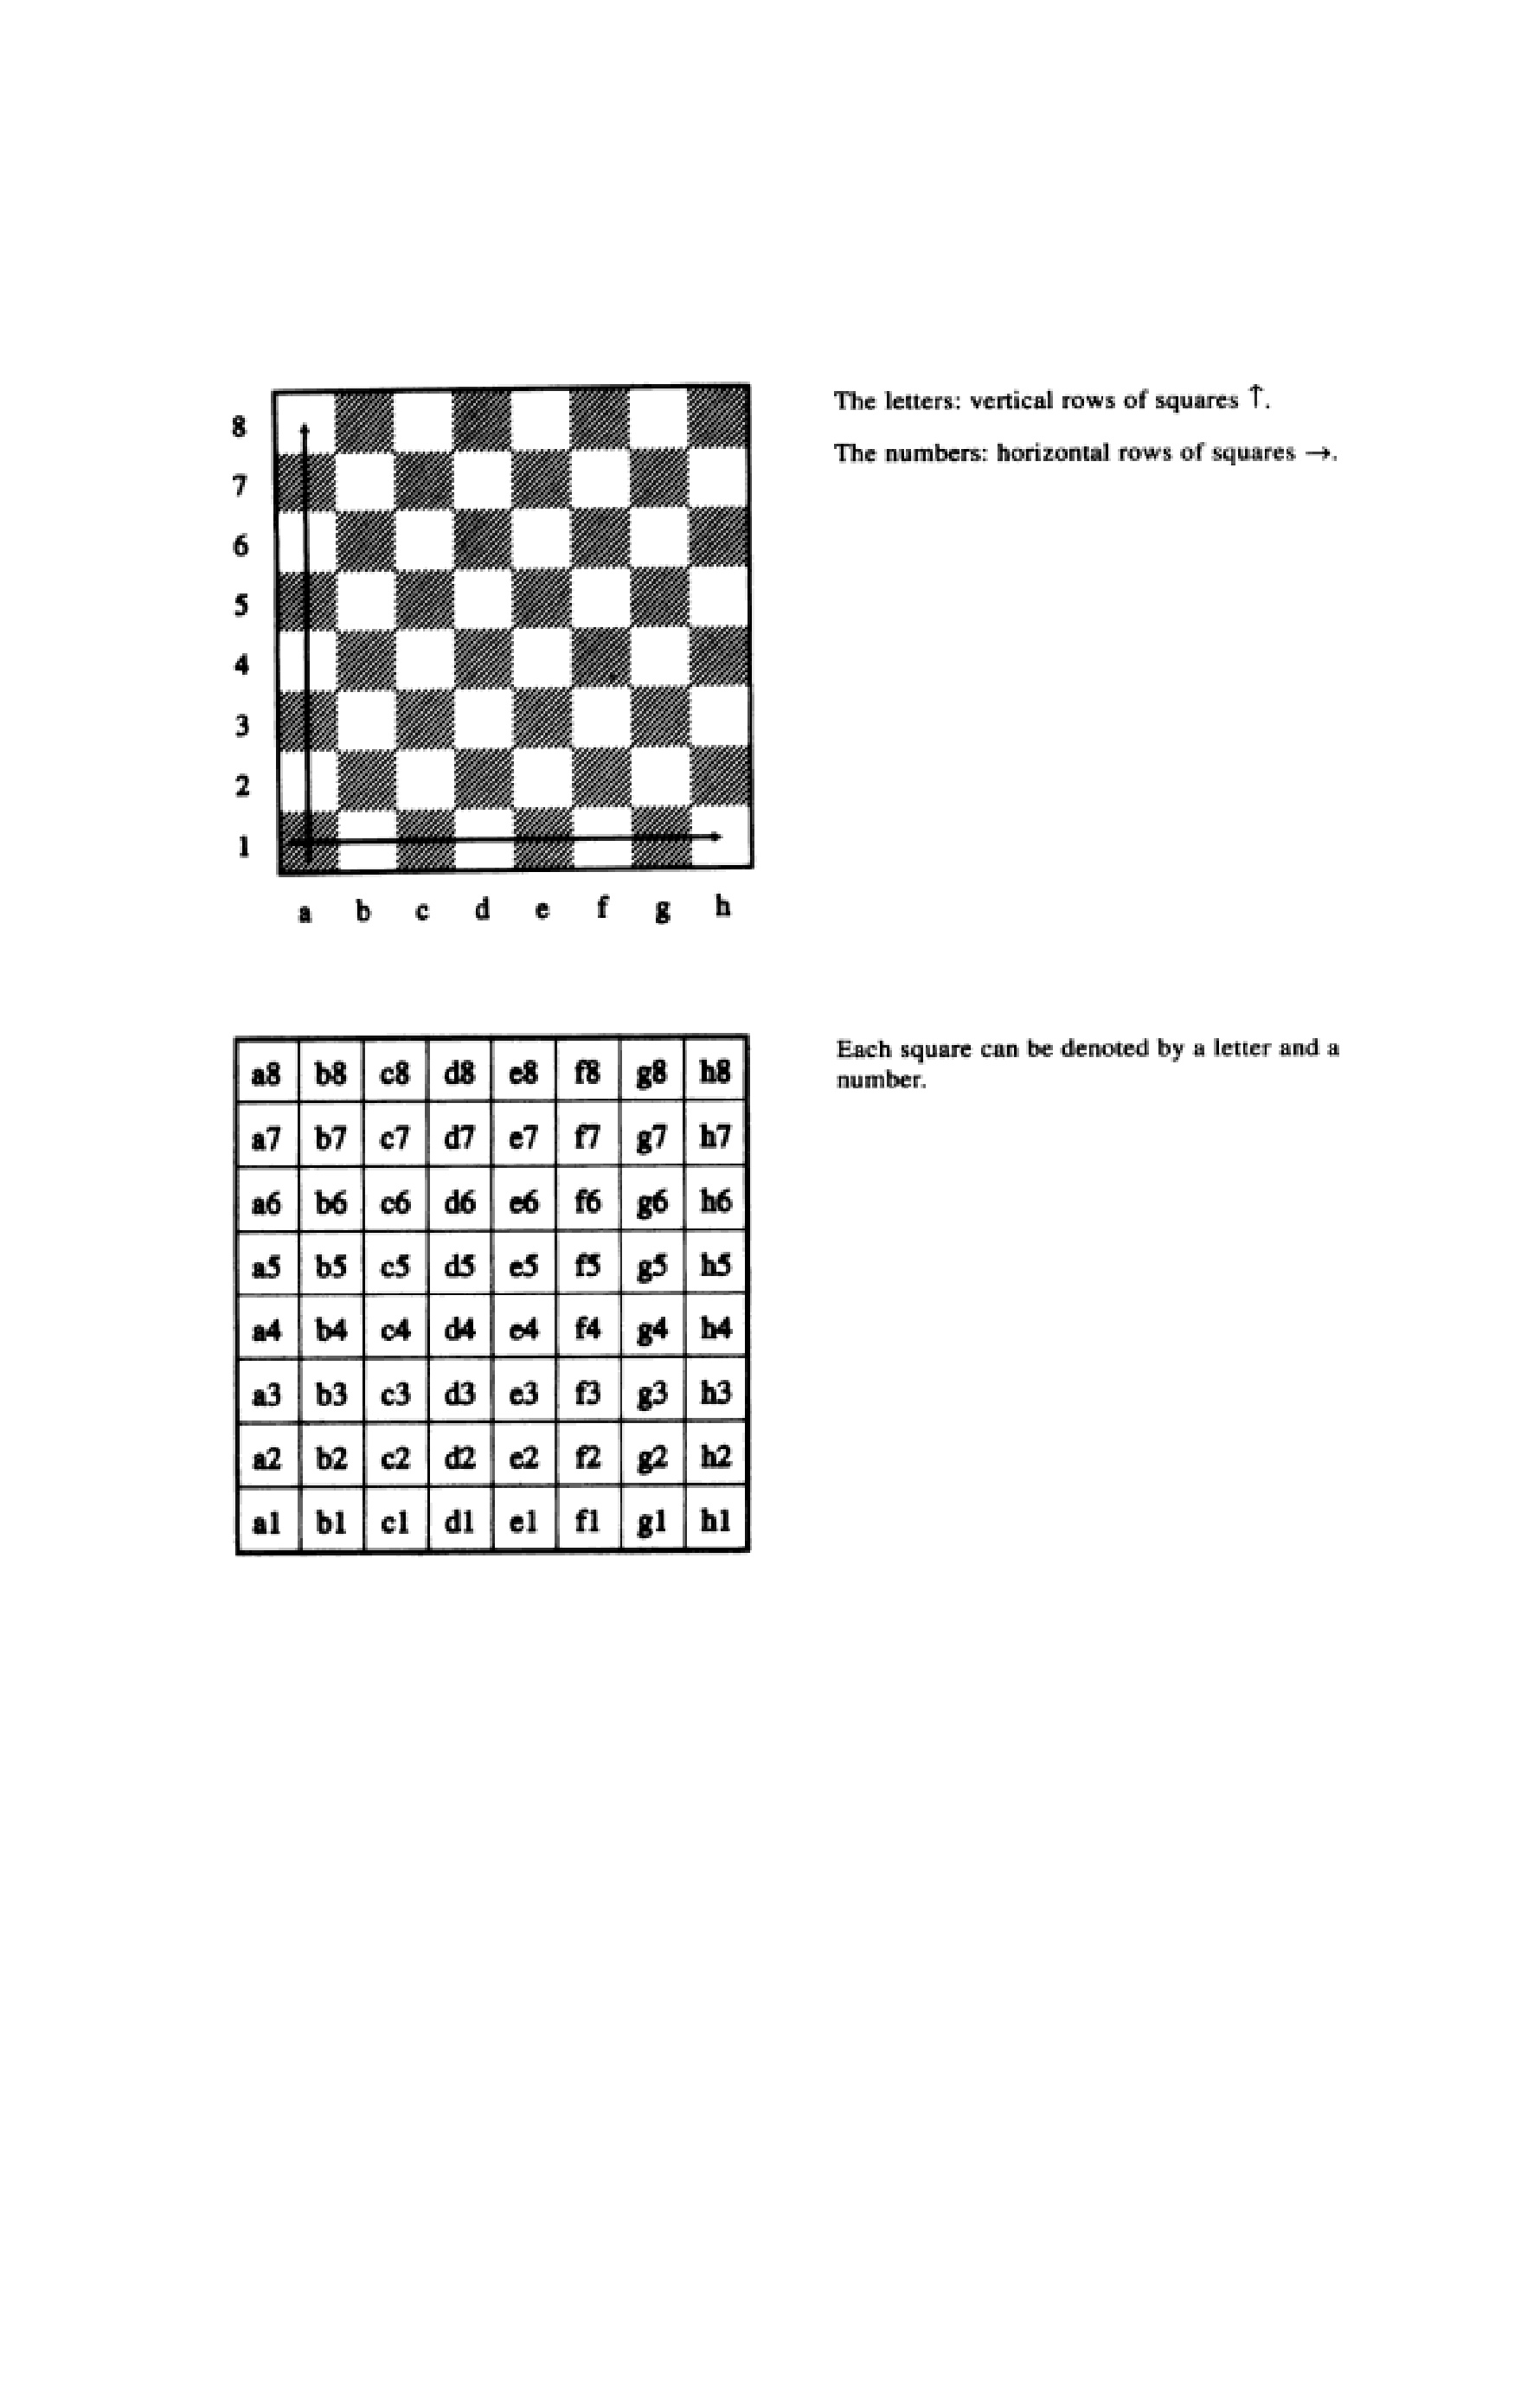 The letters: vertical rows of squares ↑.
The numbers: horizontal rows of squares →.
8
7
6
5
4
3
2
1
a b c d e f g h
Each square can be denoted by a letter and a
number.
a8 b8 c8 d8 e8 f8 g8 h8
a7 b7 c7 d7 e7 f7 g7 h7
a6 b6 c6 d6 e6 f6 g6 h6
a5 b5 c5 d5 e5 f5 g5 h5
a4 b4 c4 d4 e4 f4 g4 h4
a3 b3 c3 d3 e3 f3 g3 h3
a2 b2 c2 d2 e2 f2 g2 h2
a1 b1 c1 d1 e1 f1 g1 h1